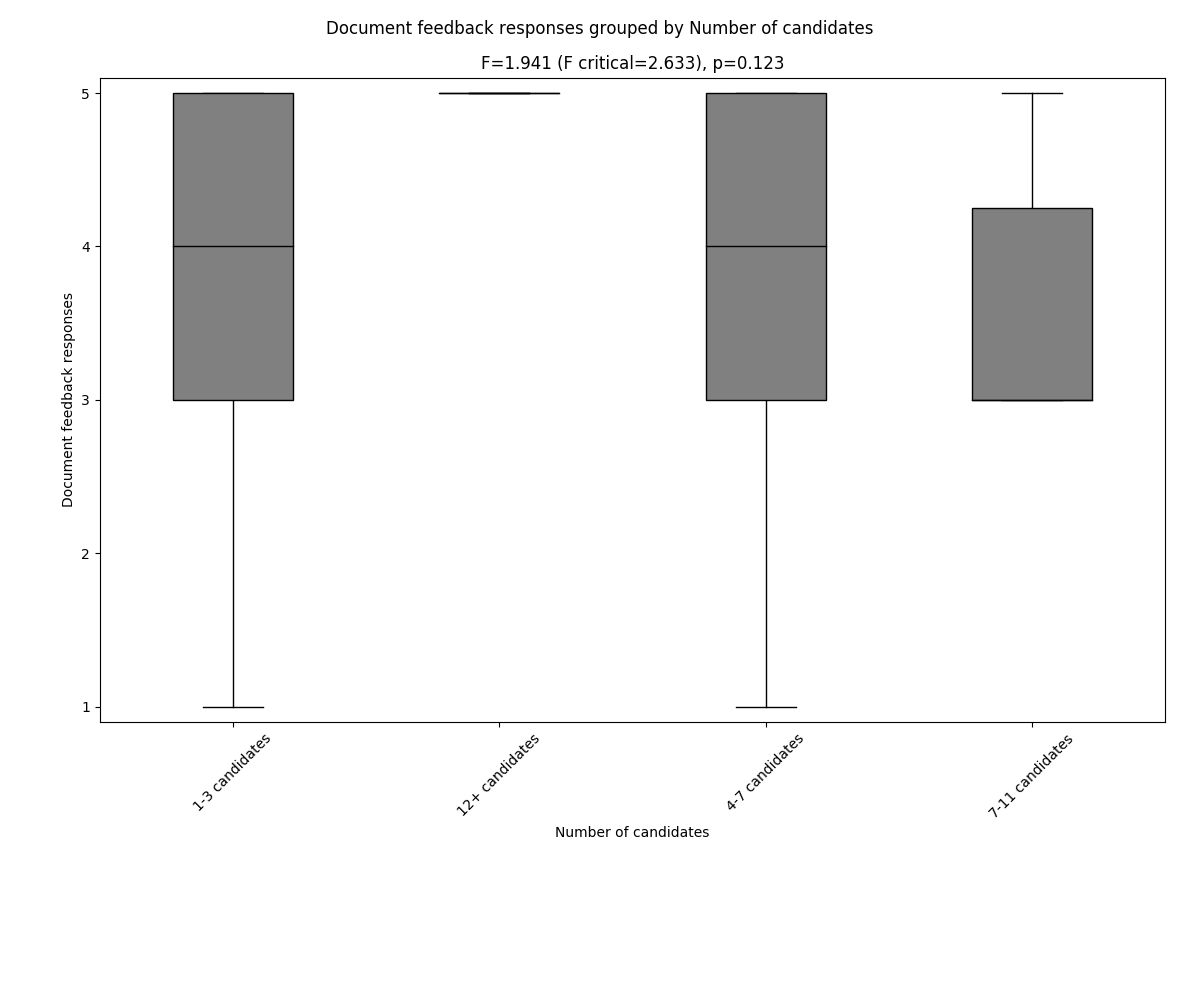 Document feedback responses grouped by Number of candidates
F=1.941 (F critical=2.633), p=0.123
5
4
3
2
1
Document feedback responses
1-3 candidates
12+ candidates
4-7 candidates
7-11 candidates
Number of candidates